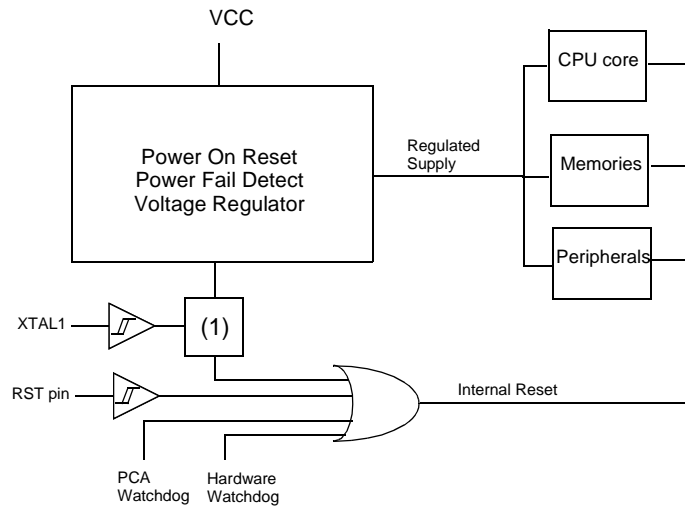 VCC
CPU core
Power On Reset
Power Fail Detect
Voltage Regulator
Regulated
Supply
Memories
Peripherals
XTAL1
(1)
RST pin
Internal Reset
PCA
Watchdog
Hardware
Watchdog